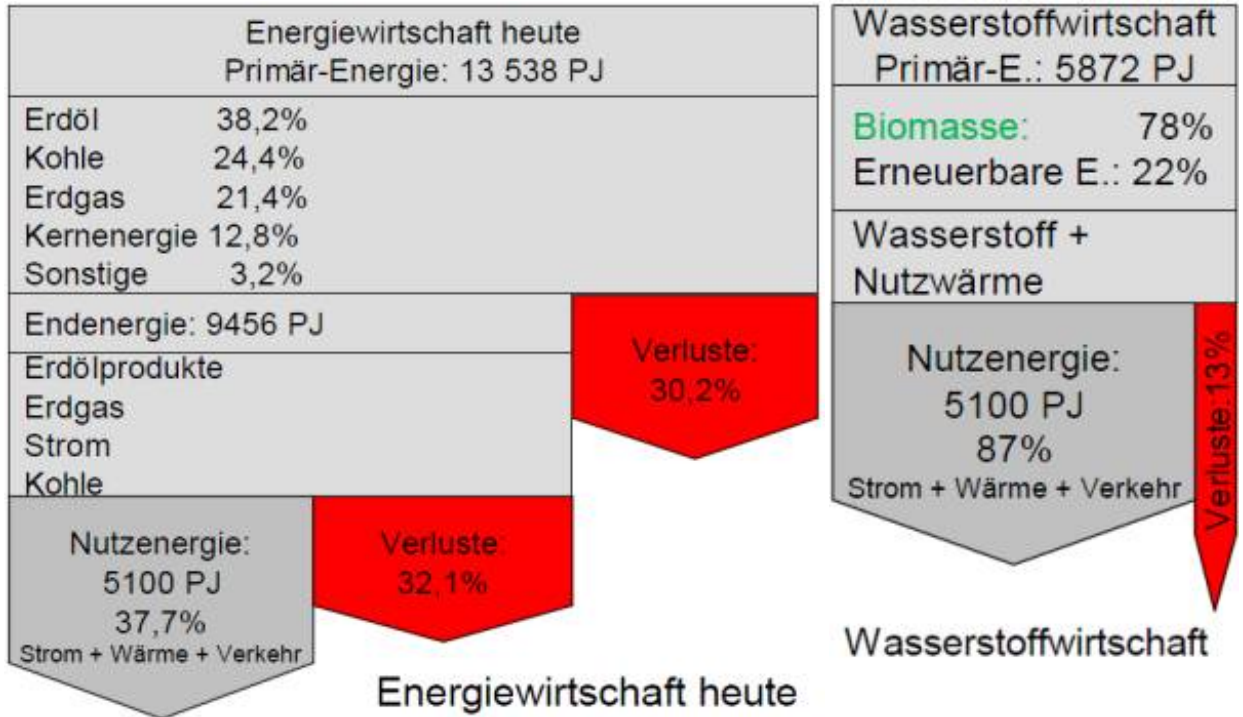 Energiewirtschaft heute
Primär-Energie: 13 538 PJ
Erdöl 38,2%
Kohle 24,4%
Erdgas 21,4%
Kernenergie 12,8%
Sonstige 3,2%
Endenergie: 9456 PJ
Erdölprodukte
Erdgas
Strom
Kohle
Verluste:
30,2%
Nutzenergie:
5100 PJ
37,7%
Strom + Wärme + Verkehr
Verluste:
32,1%
Energiewirtschaft heute
Wasserstoffwirtschaft
Primär-E.: 5872 PJ
Biomasse: 78%
Erneuerbare E.: 22%
Wasserstoff +
Nutzwärme
Nutzenergie:
5100 PJ
87%
Strom + Wärme + Verkehr
Verluste:13%
Wasserstoffwirtschaft